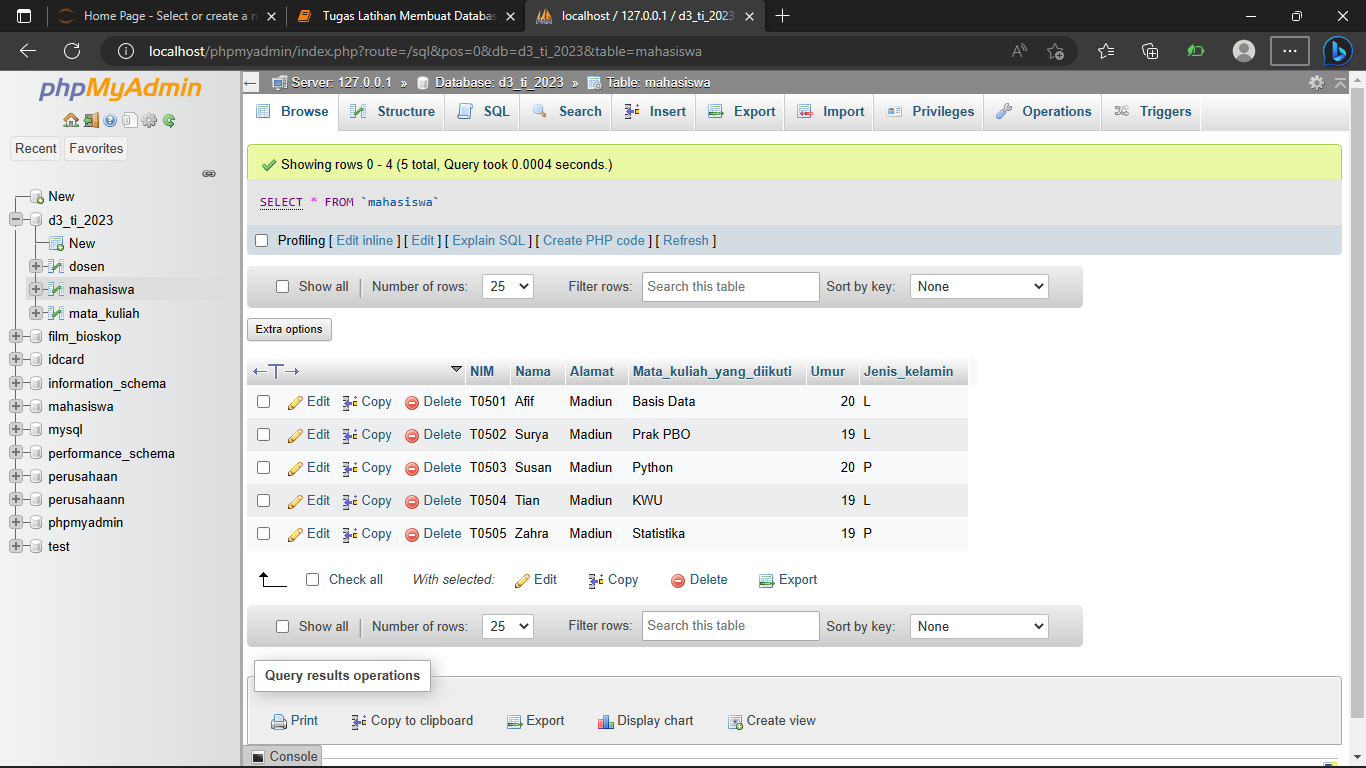 Home Page - Select or create a n
Tugas Latihan Membuat Databas
localhost / 127.0.0.1 / d3_ti_2023
localhost/phpmyadmin/index.php?route=/sql&pos=0&db=d3_ti_2023&table=mahasiswa
phpMyAdmin
Recent Favorites
New
d3_ti_2023
New
dosen
mahasiswa
mata_kuliah
film_bioskop
idcard
information_schema
mahasiswa
mysql
performance_schema
perusahaan
perusahaann
phpmyadmin
test
Server: 127.0.0.1 » Database: d3_ti_2023 » Table: mahasiswa
Browse Structure SQL Search Insert Export Import Privileges Operations Triggers
Showing rows 0 - 4 (5 total, Query took 0.0004 seconds.)
SELECT * FROM `mahasiswa`
Profiling [ Edit inline ] [ Edit ] [ Explain SQL ] [ Create PHP code ] [ Refresh ]
Show all | Number of rows: 25 Filter rows: Search this table Sort by key: None
Extra options
NIM Nama Alamat Mata_kuliah_yang_diikuti Umur Jenis_kelamin
Edit Copy Delete T0501 Afif Madiun Basis Data 20 L
Edit Copy Delete T0502 Surya Madiun Prak PBO 19 L
Edit Copy Delete T0503 Susan Madiun Python 20 P
Edit Copy Delete T0504 Tian Madiun KWU 19 L
Edit Copy Delete T0505 Zahra Madiun Statistika 19 P
Check all With selected: Edit Copy Delete Export
Show all | Number of rows: 25 Filter rows: Search this table Sort by key: None
Query results operations
Print Copy to clipboard Export Display chart Create view
Console